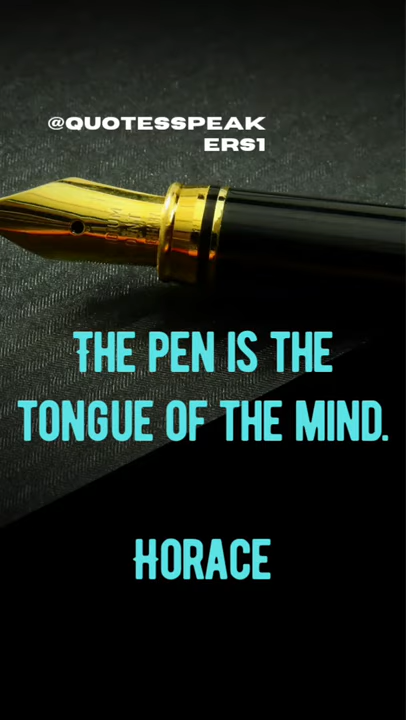 @QUOTESSPEAK
ERS1
THE PEN IS THE
TONGUE OF THE MIND.
HORACE